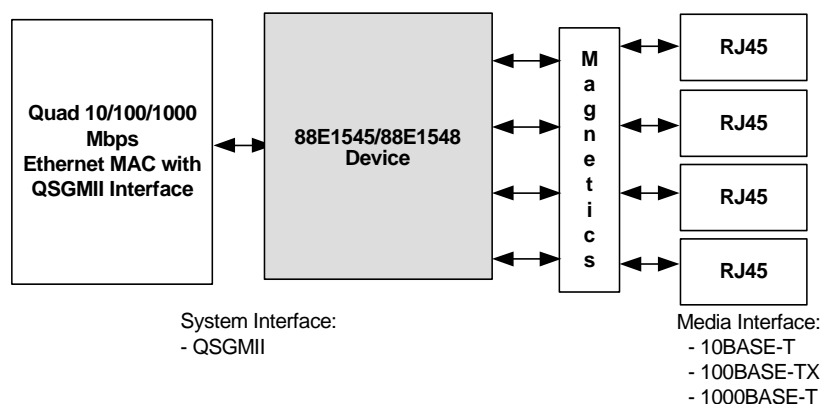 Quad 10/100/1000
Mbps
Ethernet MAC with
QSGMII Interface
88E1545/88E1548
Device
Magnetics
RJ45
RJ45
RJ45
RJ45
System Interface:
- QSGMII
Media Interface:
- 10BASE-T
- 100BASE-TX
- 1000BASE-T